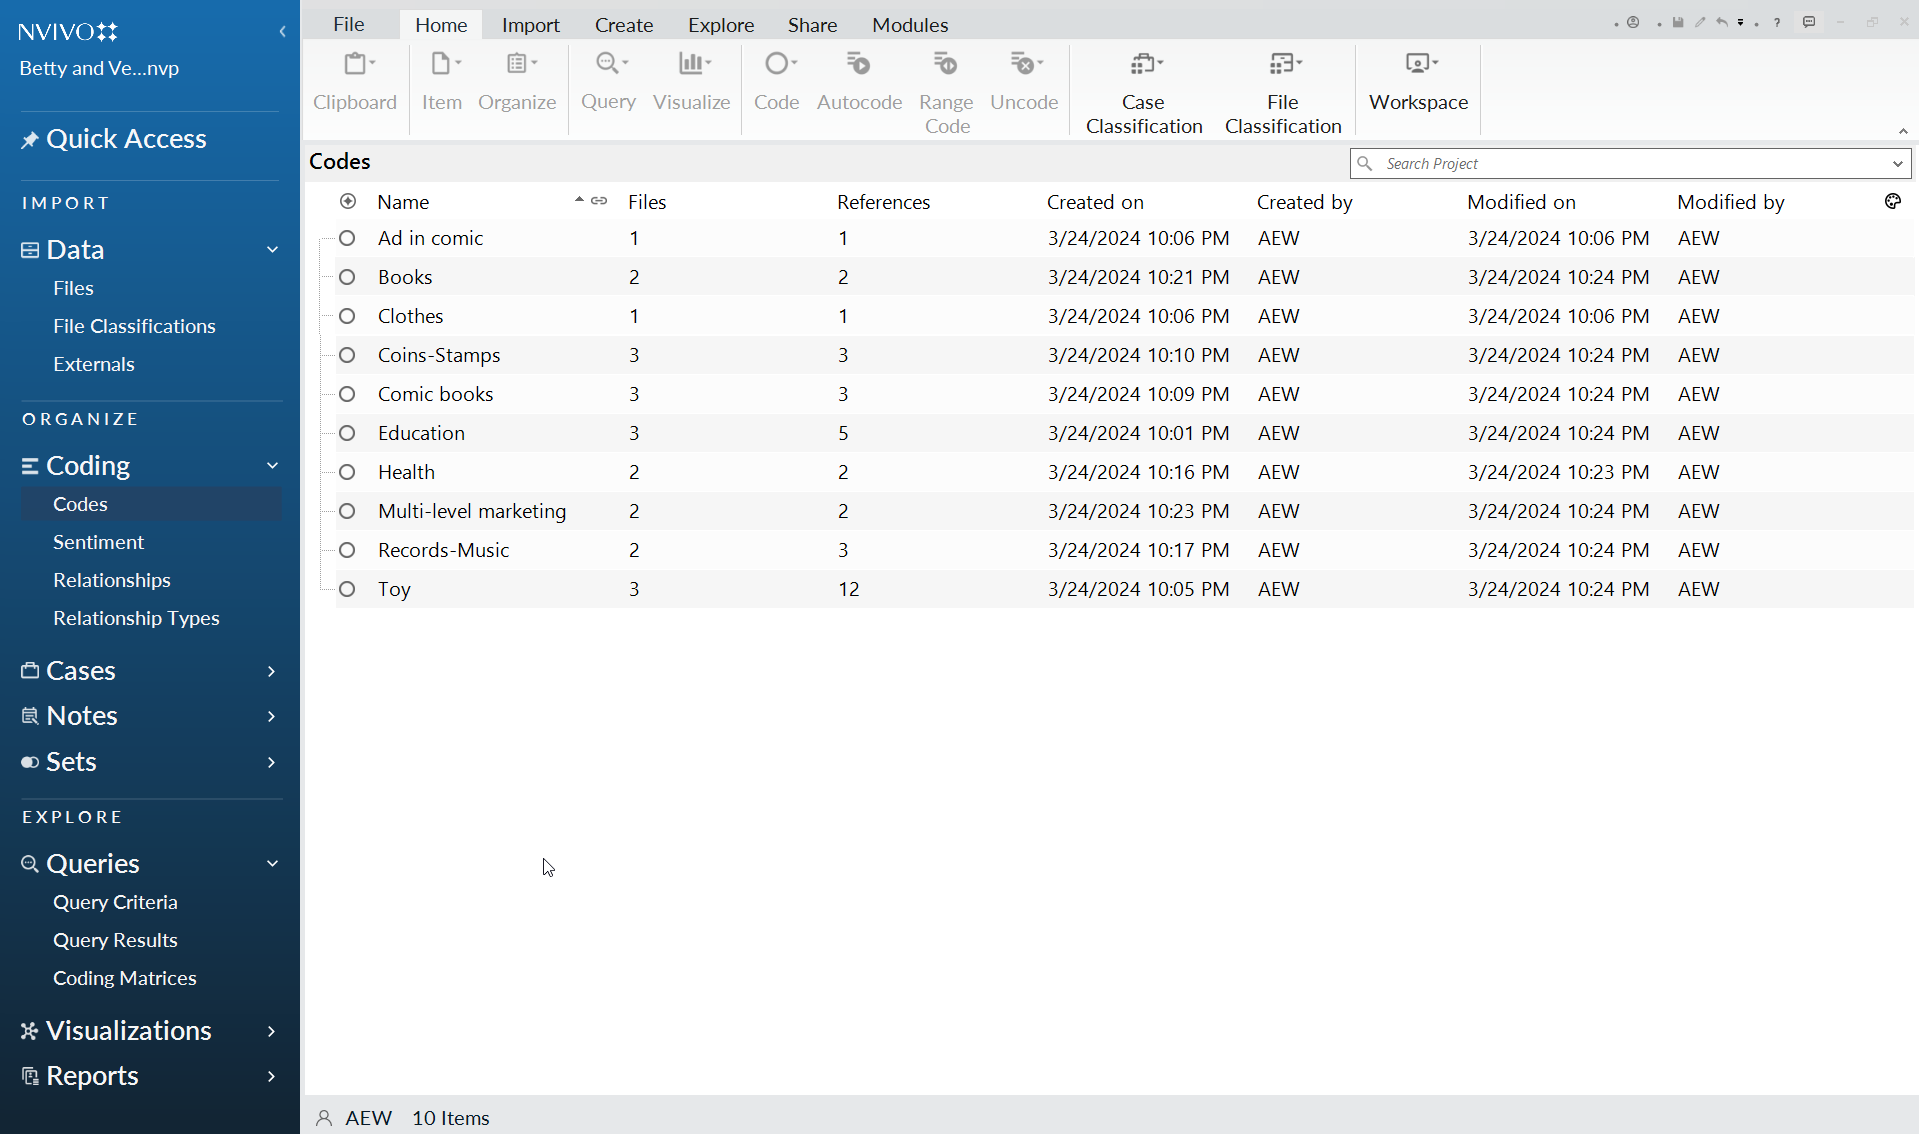 NVIVO
Betty and Ve...nvp
Quick Access
IMPORT
Data
Files
File Classifications
Externals
ORGANIZE
Coding
Codes
Sentiment
Relationships
Relationship Types
Cases
Notes
Sets
EXPLORE
Queries
Query Criteria
Query Results
Coding Matrices
Visualizations
Reports
File Home Import Create Explore Share Modules
Clipboard Item Organize Query Visualize Code Autocode Range Code Uncode Case Classification File Classification Workspace
Codes
Search Project
Name Files References Created on Created by Modified on Modified by
Ad in comic 1 1 3/24/2024 10:06 PM AEW 3/24/2024 10:06 PM AEW
Books 2 2 3/24/2024 10:21 PM AEW 3/24/2024 10:24 PM AEW
Clothes 1 1 3/24/2024 10:06 PM AEW 3/24/2024 10:06 PM AEW
Coins-Stamps 3 3 3/24/2024 10:10 PM AEW 3/24/2024 10:24 PM AEW
Comic books 3 3 3/24/2024 10:09 PM AEW 3/24/2024 10:24 PM AEW
Education 3 5 3/24/2024 10:01 PM AEW 3/24/2024 10:24 PM AEW
Health 2 2 3/24/2024 10:16 PM AEW 3/24/2024 10:23 PM AEW
Multi-level marketing 2 2 3/24/2024 10:23 PM AEW 3/24/2024 10:24 PM AEW
Records-Music 2 3 3/24/2024 10:17 PM AEW 3/24/2024 10:24 PM AEW
Toy 3 12 3/24/2024 10:05 PM AEW 3/24/2024 10:24 PM AEW
AEW 10 Items